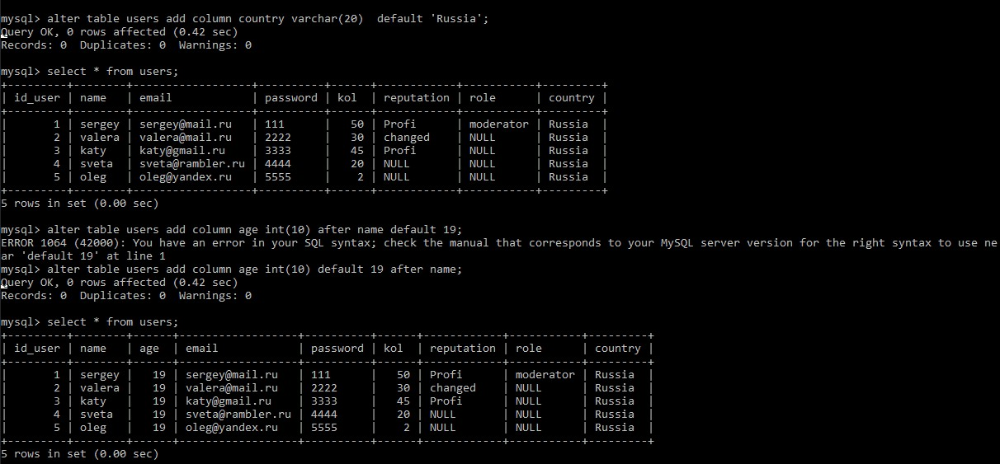 mysql> alter table users add column country varchar(20)  default 'Russia';
Query OK, 0 rows affected (0.42 sec)
Records: 0  Duplicates: 0  Warnings: 0

mysql> select * from users;
+---------+--------+------------------+----------+------+------------+-----------+---------+
| id_user | name   | email            | password | kol  | reputation | role      | country |
+---------+--------+------------------+----------+------+------------+-----------+---------+
|       1 | sergey | sergey@mail.ru   | 111      |   50 | Profi      | moderator | Russia  |
|       2 | valera | valera@mail.ru   | 2222     |   30 | changed    | NULL      | Russia  |
|       3 | katy   | katy@gmail.ru    | 3333     |   45 | Profi      | NULL      | Russia  |
|       4 | sveta  | sveta@rambler.ru | 4444     |   20 | NULL       | NULL      | Russia  |
|       5 | oleg   | oleg@yandex.ru   | 5555     |    2 | NULL       | NULL      | Russia  |
+---------+--------+------------------+----------+------+------------+-----------+---------+
5 rows in set (0.00 sec)

mysql> alter table users add column age int(10) after name default 19;
ERROR 1064 (42000): You have an error in your SQL syntax; check the manual that corresponds to your MySQL server version for the right syntax to use ne
ar 'default 19' at line 1
mysql> alter table users add column age int(10) default 19 after name;
Query OK, 0 rows affected (0.42 sec)
Records: 0  Duplicates: 0  Warnings: 0

mysql> select * from users;
+---------+--------+------+------------------+----------+------+------------+-----------+---------+
| id_user | name   | age  | email            | password | kol  | reputation | role      | country |
+---------+--------+------+------------------+----------+------+------------+-----------+---------+
|       1 | sergey |   19 | sergey@mail.ru   | 111      |   50 | Profi      | moderator | Russia  |
|       2 | valera |   19 | valera@mail.ru   | 2222     |   30 | changed    | NULL      | Russia  |
|       3 | katy   |   19 | katy@gmail.ru    | 3333     |   45 | Profi      | NULL      | Russia  |
|       4 | sveta  |   19 | sveta@rambler.ru | 4444     |   20 | NULL       | NULL      | Russia  |
|       5 | oleg   |   19 | oleg@yandex.ru   | 5555     |    2 | NULL       | NULL      | Russia  |
+---------+--------+------+------------------+----------+------+------------+-----------+---------+
5 rows in set (0.00 sec)